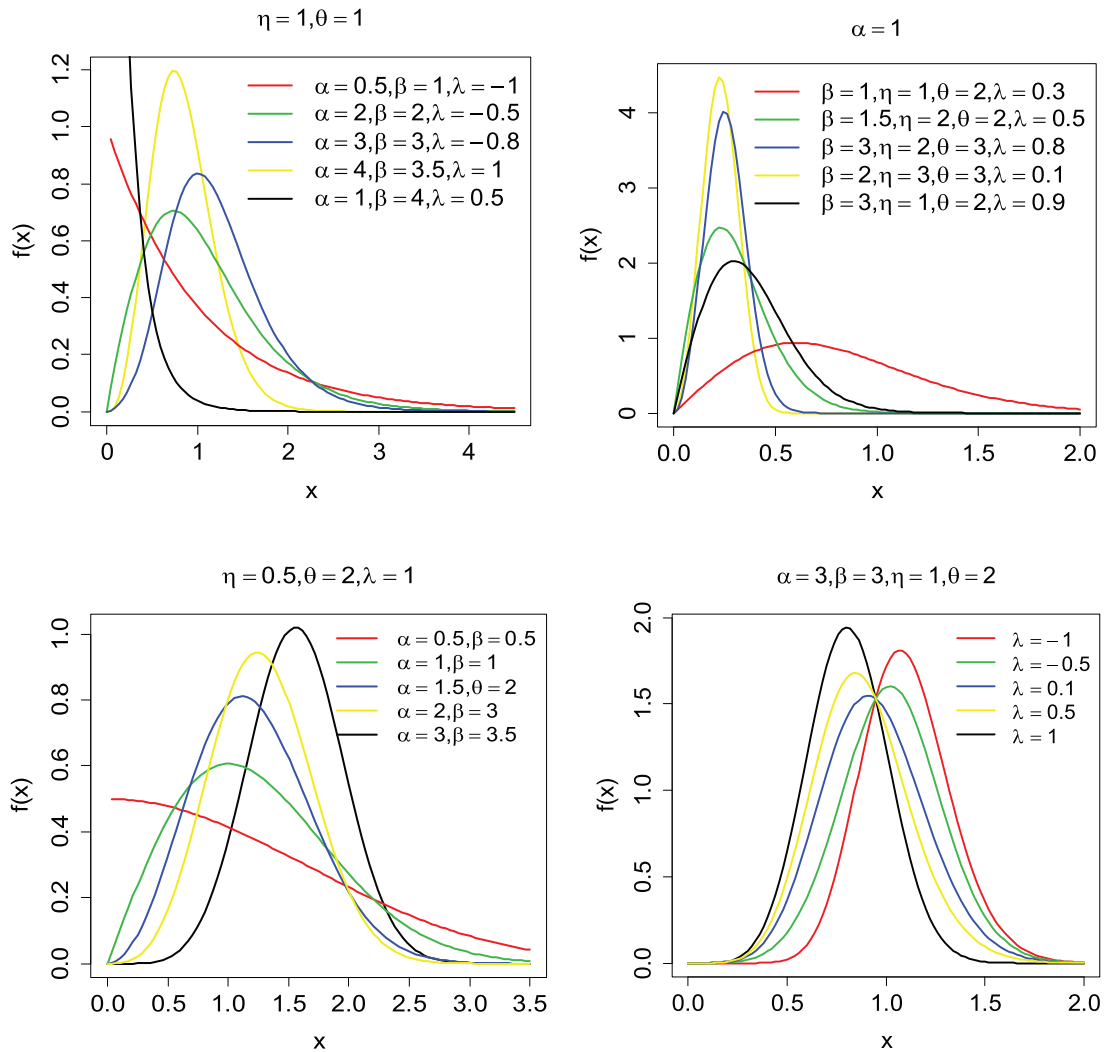 η = 1,θ = 1
f(x)
0.0 0.2 0.4 0.6 0.8 1.0 1.2
α = 0.5,β = 1,λ = −1
α = 2,β = 2,λ = −0.5
α = 3,β = 3,λ = −0.8
α = 4,β = 3.5,λ = 1
α = 1,β = 4,λ = 0.5
0 1 2 3 4
x
α = 1
f(x)
0 1 2 3 4
β = 1,η = 1,θ = 2,λ = 0.3
β = 1.5,η = 2,θ = 2,λ = 0.5
β = 3,η = 2,θ = 3,λ = 0.8
β = 2,η = 3,θ = 3,λ = 0.1
β = 3,η = 1,θ = 2,λ = 0.9
0.0 0.5 1.0 1.5 2.0
x
η = 0.5,θ = 2,λ = 1
f(x)
0.0 0.2 0.4 0.6 0.8 1.0
α = 0.5,β = 0.5
α = 1,β = 1
α = 1.5,θ = 2
α = 2,β = 3
α = 3,β = 3.5
0.0 0.5 1.0 1.5 2.0 2.5 3.0 3.5
x
α = 3,β = 3,η = 1,θ = 2
f(x)
0.0 0.5 1.0 1.5 2.0
λ = −1
λ = −0.5
λ = 0.1
λ = 0.5
λ = 1
0.0 0.5 1.0 1.5 2.0
x